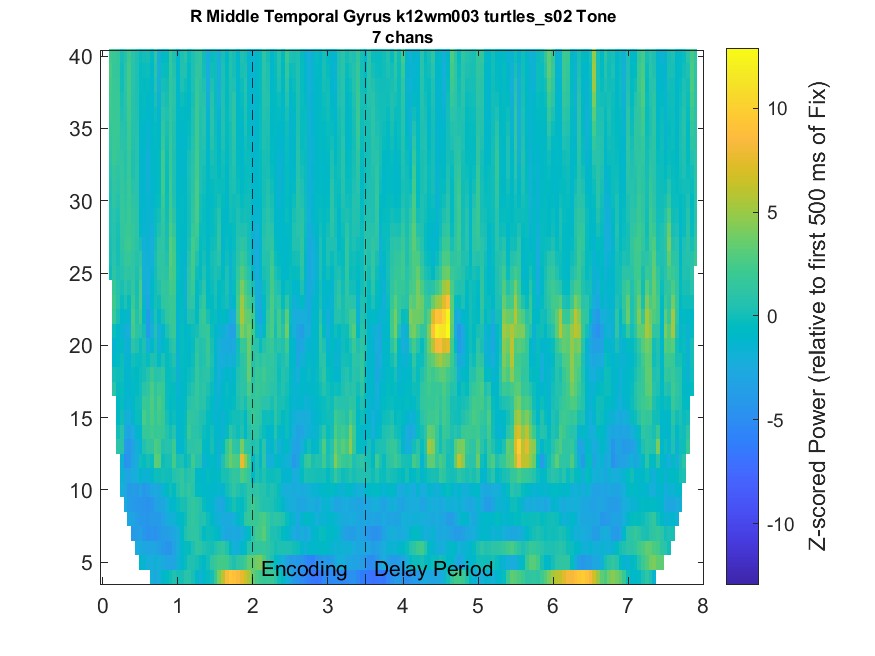 R Middle Temporal Gyrus k12wm003 turtles_s02 Tone
7 chans
40
35
30
25
20
15
10
5
0 1 2 3 4 5 6 7 8
Encoding
Delay Period
10
5
0
-5
-10
Z-scored Power (relative to first 500 ms of Fix)